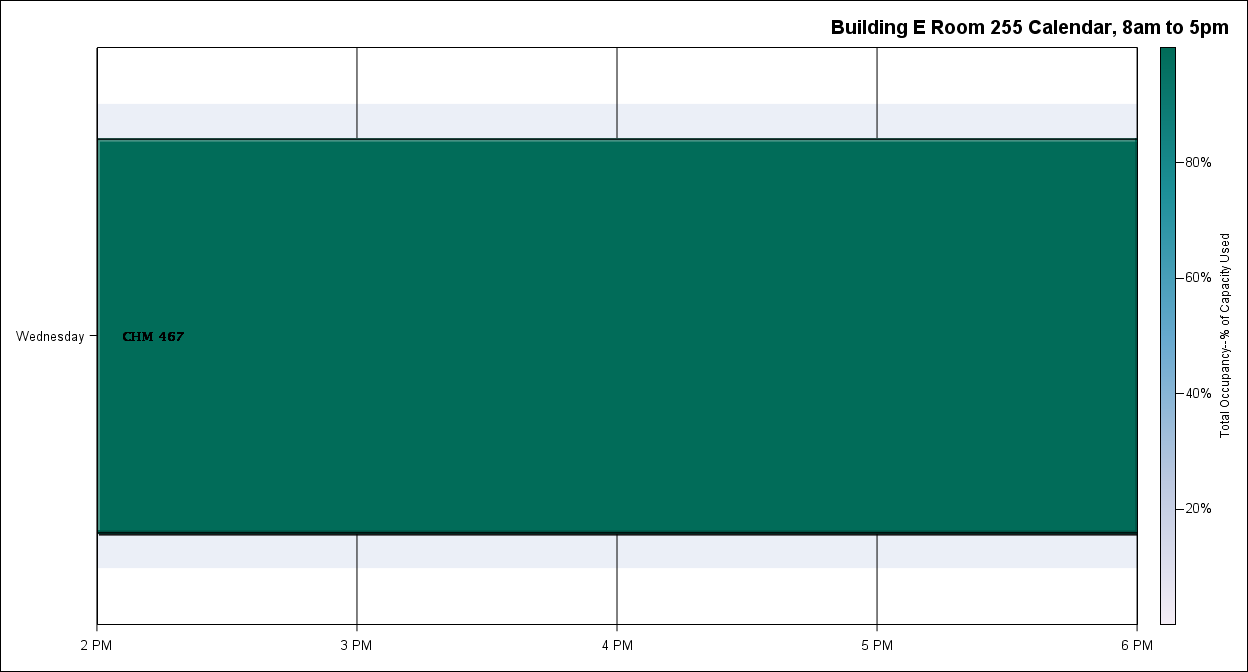 Building E Room 255 Calendar, 8am to 5pm
Wednesday
CHM 467
80%
60%
40%
20%
Total Occupancy--% of Capacity Used
2 PM
3 PM
4 PM
5 PM
6 PM